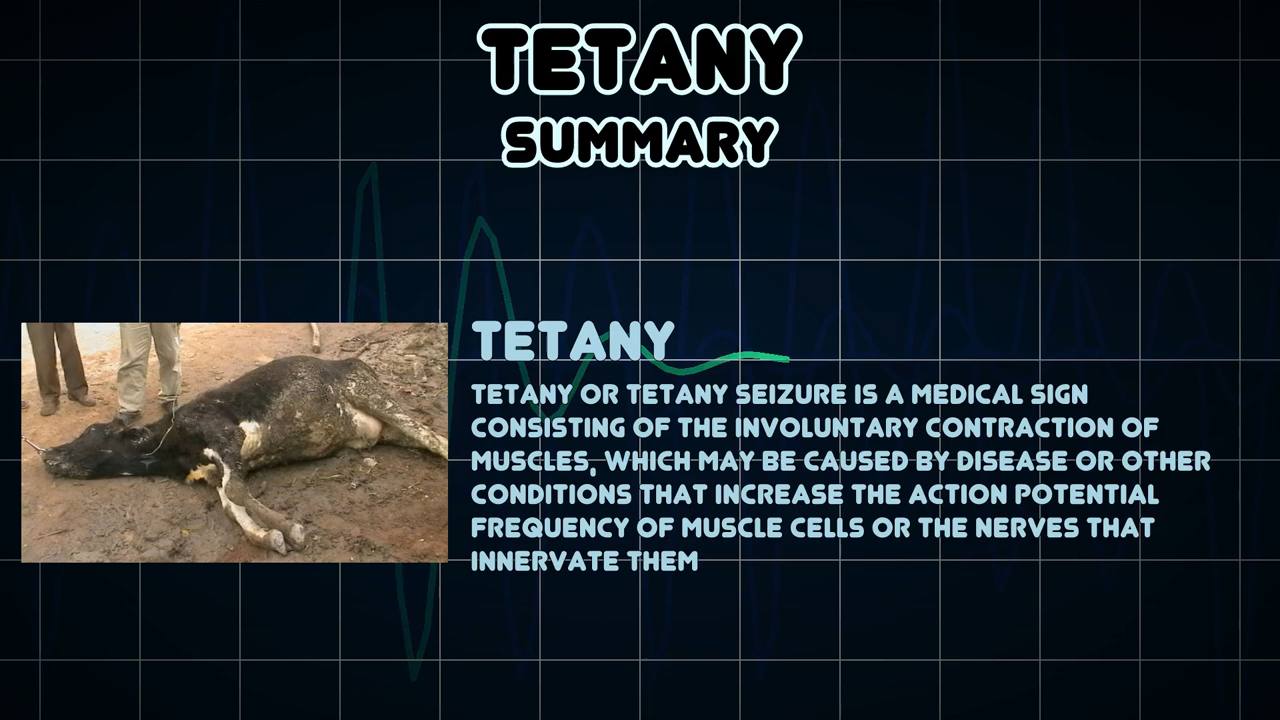 TETANY
SUMMARY
TETANY
TETANY OR TETANY SEIZURE IS A MEDICAL SIGN
CONSISTING OF THE INVOLUNTARY CONTRACTION OF
MUSCLES, WHICH MAY BE CAUSED BY DISEASE OR OTHER
CONDITIONS THAT INCREASE THE ACTION POTENTIAL
FREQUENCY OF MUSCLE CELLS OR THE NERVES THAT
INNERVATE THEM